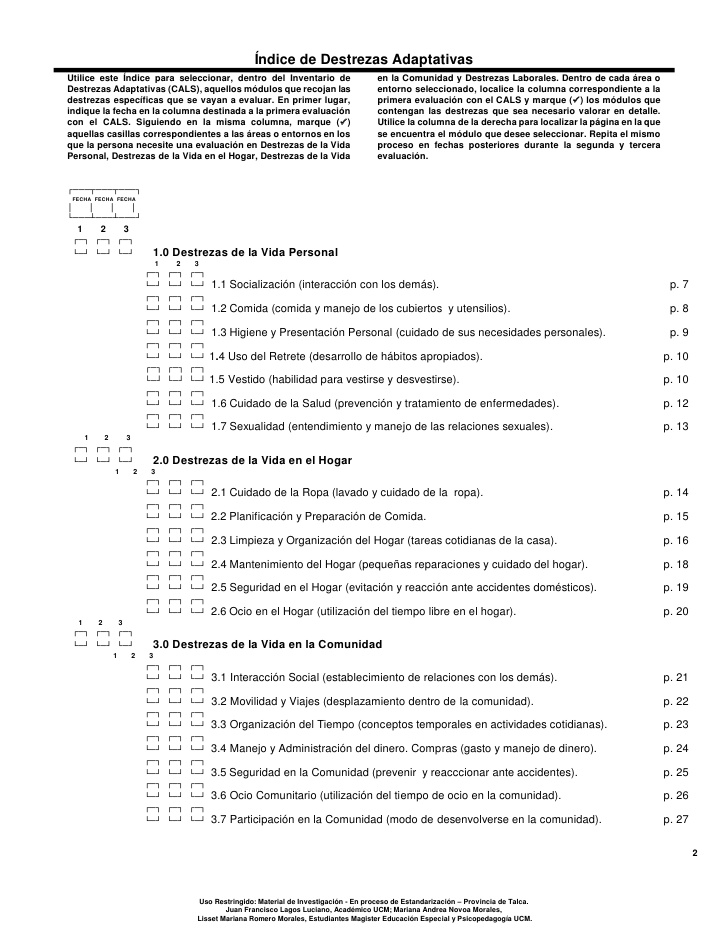 Índice de Destrezas Adaptativas
Utilice este Índice para seleccionar, dentro del Inventario de
Destrezas Adaptativas (CALS), aquellos módulos que recojan las
destrezas específicas que se vayan a evaluar. En primer lugar,
indique la fecha en la columna destinada a la primera evaluación
con el CALS. Siguiendo en la misma columna, marque (✔)
aquellas casillas correspondientes a las áreas o entornos en los
que la persona necesite una evaluación en Destrezas de la Vida
Personal, Destrezas de la Vida en el Hogar, Destrezas de la Vida
en la Comunidad y Destrezas Laborales. Dentro de cada área o
entorno seleccionado, localice la columna correspondiente a la
primera evaluación con el CALS y marque (✔) los módulos que
contengan las destrezas que sea necesario valorar en detalle.
Utilice la columna de la derecha para localizar la página en la que
se encuentra el módulo que desee seleccionar. Repita el mismo
proceso en fechas posteriores durante la segunda y tercera
evaluación.
FECHA FECHA FECHA
1 2 3
1.0 Destrezas de la Vida Personal
1 2 3
1.1 Socialización (interacción con los demás). p. 7
1.2 Comida (comida y manejo de los cubiertos y utensilios). p. 8
1.3 Higiene y Presentación Personal (cuidado de sus necesidades personales). p. 9
1.4 Uso del Retrete (desarrollo de hábitos apropiados). p. 10
1.5 Vestido (habilidad para vestirse y desvestirse). p. 10
1.6 Cuidado de la Salud (prevención y tratamiento de enfermedades). p. 12
1.7 Sexualidad (entendimiento y manejo de las relaciones sexuales). p. 13
1 2 3
2.0 Destrezas de la Vida en el Hogar
1 2 3
2.1 Cuidado de la Ropa (lavado y cuidado de la ropa). p. 14
2.2 Planificación y Preparación de Comida. p. 15
2.3 Limpieza y Organización del Hogar (tareas cotidianas de la casa). p. 16
2.4 Mantenimiento del Hogar (pequeñas reparaciones y cuidado del hogar). p. 18
2.5 Seguridad en el Hogar (evitación y reacción ante accidentes domésticos). p. 19
2.6 Ocio en el Hogar (utilización del tiempo libre en el hogar). p. 20
1 2 3
3.0 Destrezas de la Vida en la Comunidad
1 2 3
3.1 Interacción Social (establecimiento de relaciones con los demás). p. 21
3.2 Movilidad y Viajes (desplazamiento dentro de la comunidad). p. 22
3.3 Organización del Tiempo (conceptos temporales en actividades cotidianas). p. 23
3.4 Manejo y Administración del dinero. Compras (gasto y manejo de dinero). p. 24
3.5 Seguridad en la Comunidad (prevenir y reacccionar ante accidentes). p. 25
3.6 Ocio Comunitario (utilización del tiempo de ocio en la comunidad). p. 26
3.7 Participación en la Comunidad (modo de desenvolverse en la comunidad). p. 27
2
Uso Restringido: Material de Investigación - En proceso de Estandarización – Provincia de Talca.
Juan Francisco Lagos Luciano, Académico UCM; Mariana Andrea Novoa Morales,
Lisset Mariana Romero Morales, Estudiantes Magister Educación Especial y Psicopedagogía UCM.